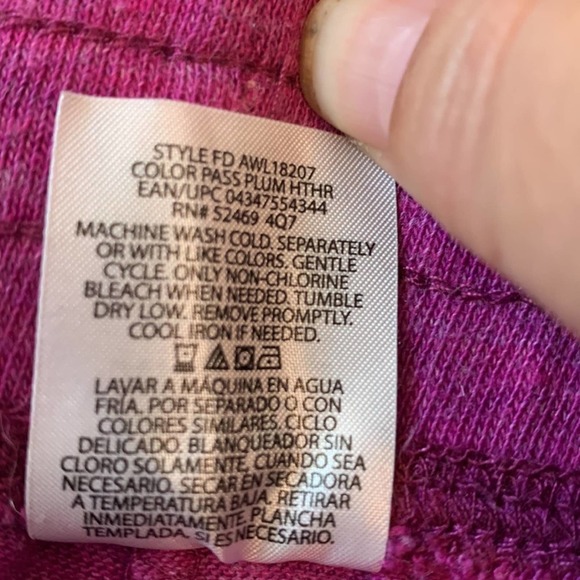 STYLE FD AWL18207
COLOR PASS PLUM HTHR
EAN/UPC 04347554344
RN# 52469 4Q7
MACHINE WASH COLD. SEPARATELY
OR WITH LIKE COLORS. GENTLE
CYCLE. ONLY NON-CHLORINE
BLEACH WHEN NEEDED. TUMBLE
DRY LOW. REMOVE PROMPTLY.
COOL IRON IF NEEDED.
LAVAR A MÁQUINA EN AGUA
FRÍA. POR SEPARADO O CON
COLORES SIMILARES. CICLO
DELICADO. BLANQUEADOR SIN
CLORO SOLAMENTE, CUANDO SEA
NECESARIO. SECAR EN SECADORA
A TEMPERATURA BAJA. RETIRAR
INMEDIATAMENTE. PLANCHA
TEMPLADA, SI ES NECESARIO.